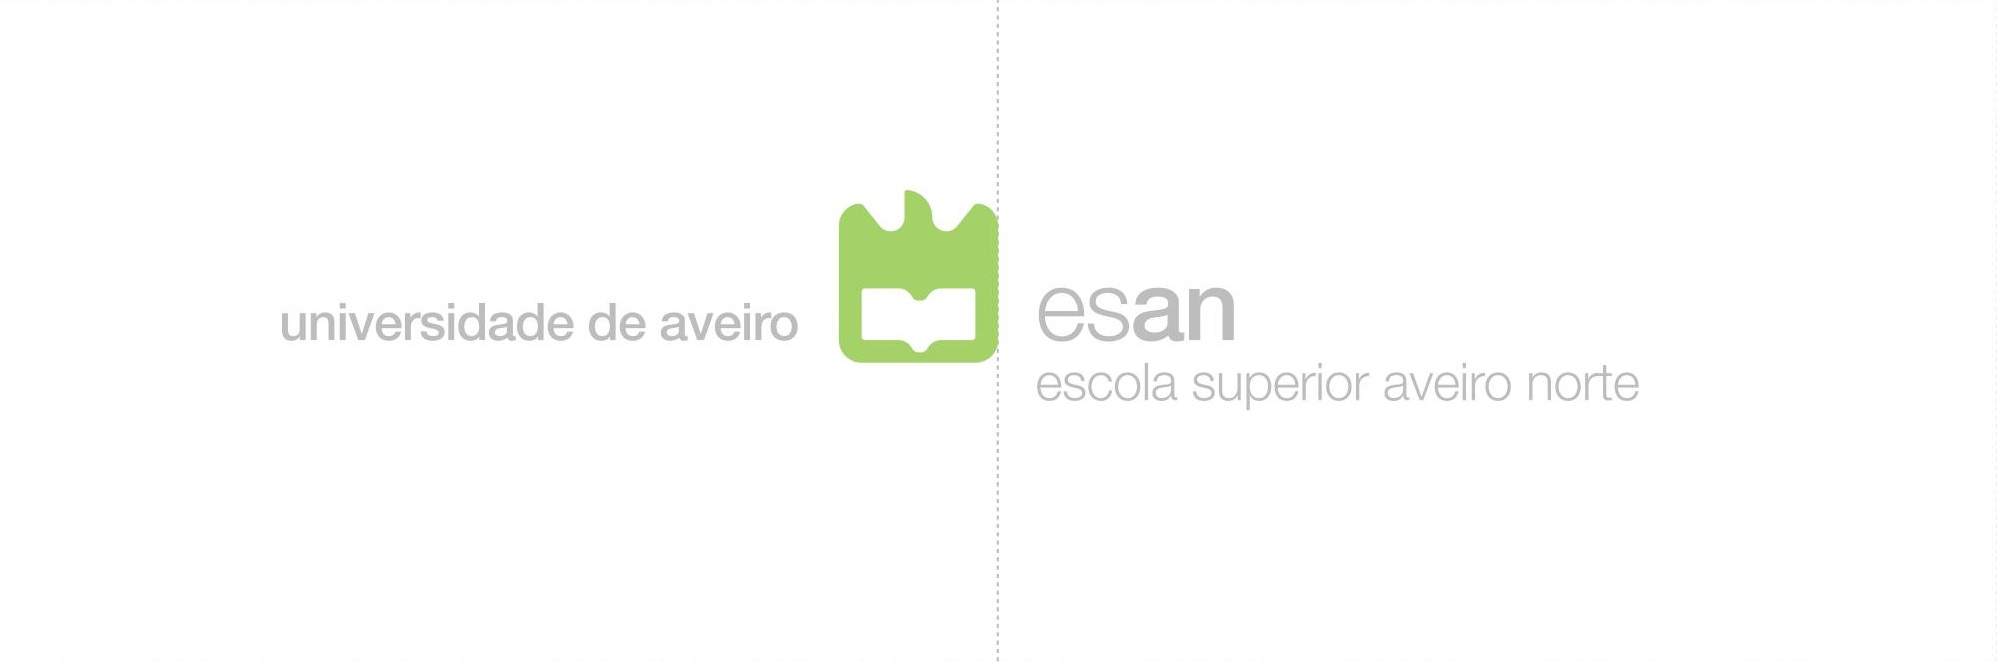 universidade de aveiro
esan
escola superior aveiro norte